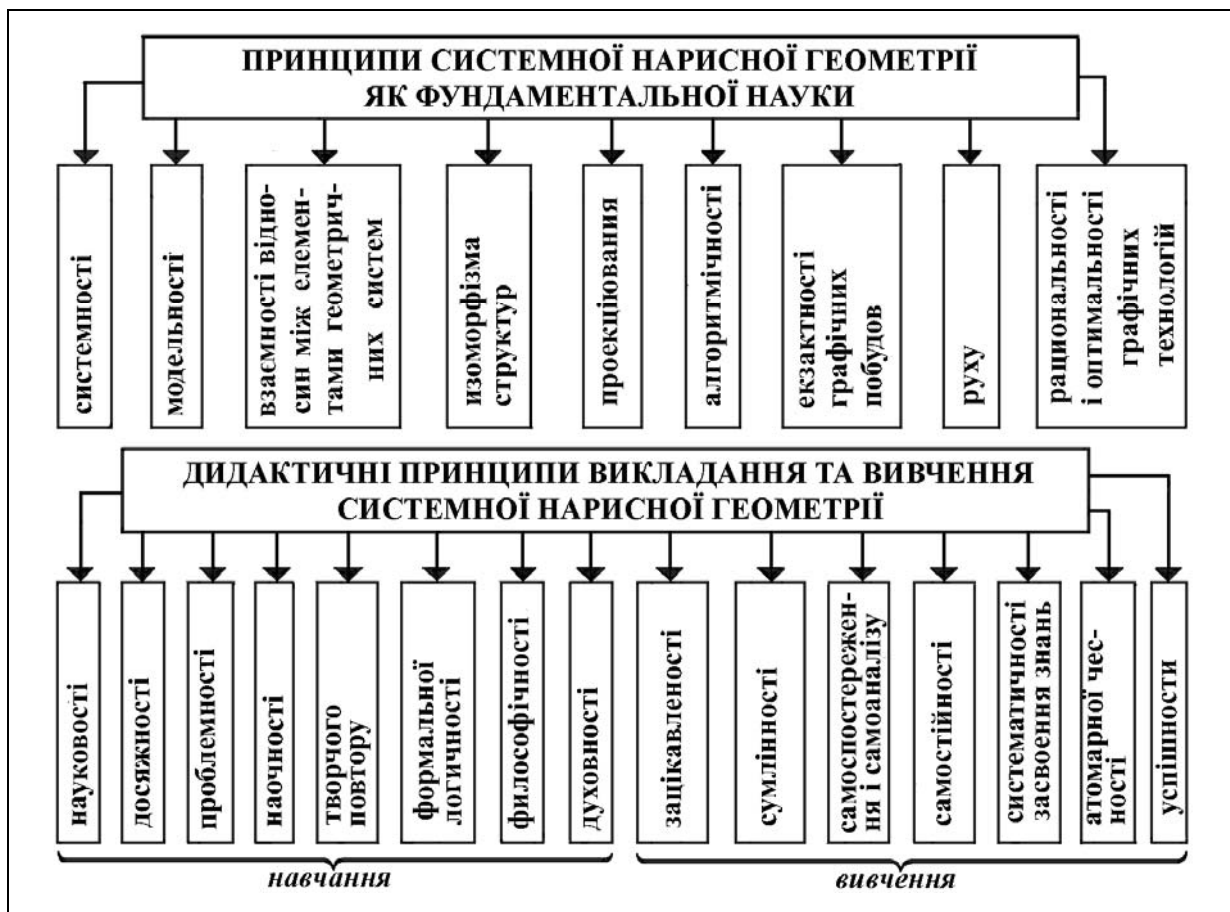 ПРИНЦИПИ СИСТЕМНОЇ НАРИСНОЇ ГЕОМЕТРІЇ
ЯК ФУНДАМЕНТАЛЬНОЇ НАУКИ
системності
модельності
взаємності відно-
син між елемен-
тами геометрич-
них систем
изоморфізма
структур
проекціювання
алгоритмічності
екзактності
графічних
побудов
руху
раціональності
і оптимальності
графічних
технологій
ДИДАКТИЧНІ ПРИНЦИПИ ВИКЛАДАННЯ ТА ВИВЧЕННЯ
СИСТЕМНОЇ НАРИСНОЇ ГЕОМЕТРІЇ
науковості
досяжності
проблемності
наочності
творчого
повтору
формальної
логичності
философічності
духовності
зацікавленості
сумлінності
самоспостережен-
ня і самоаналізу
самостійності
систематичності
засвоення знань
атомарної чес-
ності
успішности
навчання
вивчення